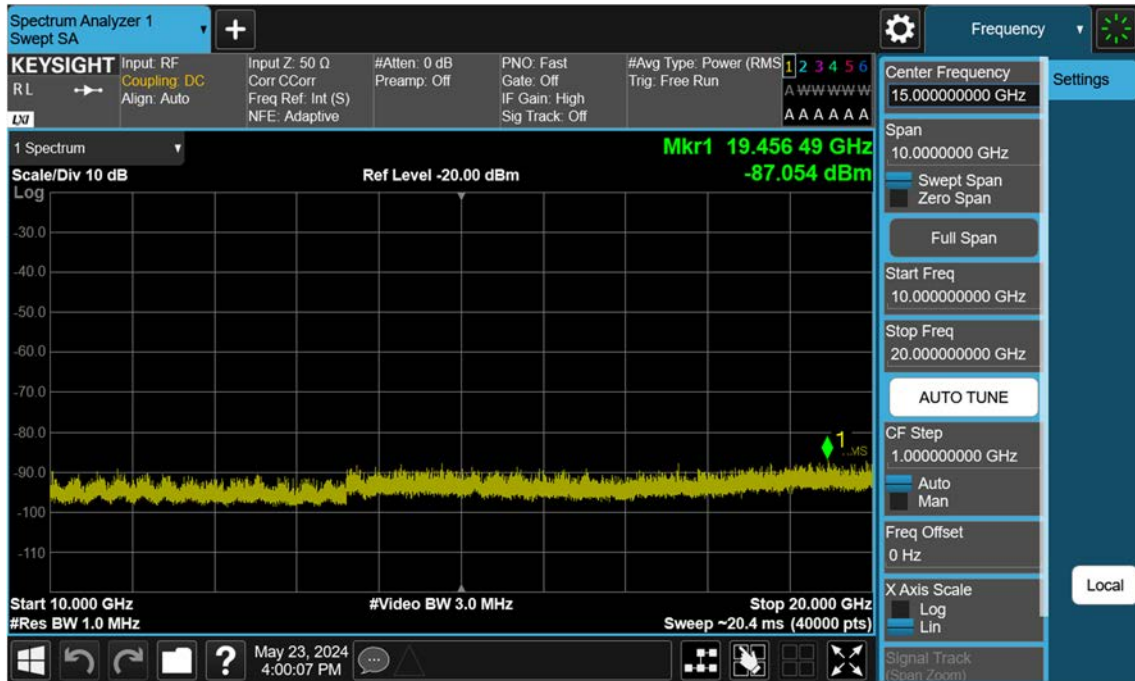 Spectrum Analyzer 1
Swept SA
Frequency
KEYSIGHT
RL
LXI
Input: RF
Coupling: DC
Align: Auto
Input Z: 50 Ω
Corr CCorr
Freq Ref: Int (S)
NFE: Adaptive
#Atten: 0 dB
Preamp: Off
PNO: Fast
Gate: Off
IF Gain: High
Sig Track: Off
#Avg Type: Power (RMS
Trig: Free Run
1 2 3 4 5 6
A W W W W W
A A A A A A
1 Spectrum
Scale/Div 10 dB
Ref Level -20.00 dBm
Mkr1 19.456 49 GHz
-87.054 dBm
Log
-30.0
-40.0
-50.0
-60.0
-70.0
-80.0
-90.0
-100
-110
1
Start 10.000 GHz
#Video BW 3.0 MHz
Stop 20.000 GHz
#Res BW 1.0 MHz
Sweep ~20.4 ms (40000 pts)
Center Frequency
15.000000000 GHz
Span
10.0000000 GHz
Swept Span
Zero Span
Full Span
Start Freq
10.000000000 GHz
Stop Freq
20.000000000 GHz
AUTO TUNE
CF Step
1.000000000 GHz
Auto
Man
Freq Offset
0 Hz
X Axis Scale
Log
Lin
Signal Track
(Span Zoom)
Settings
Local
?
May 23, 2024
4:00:07 PM